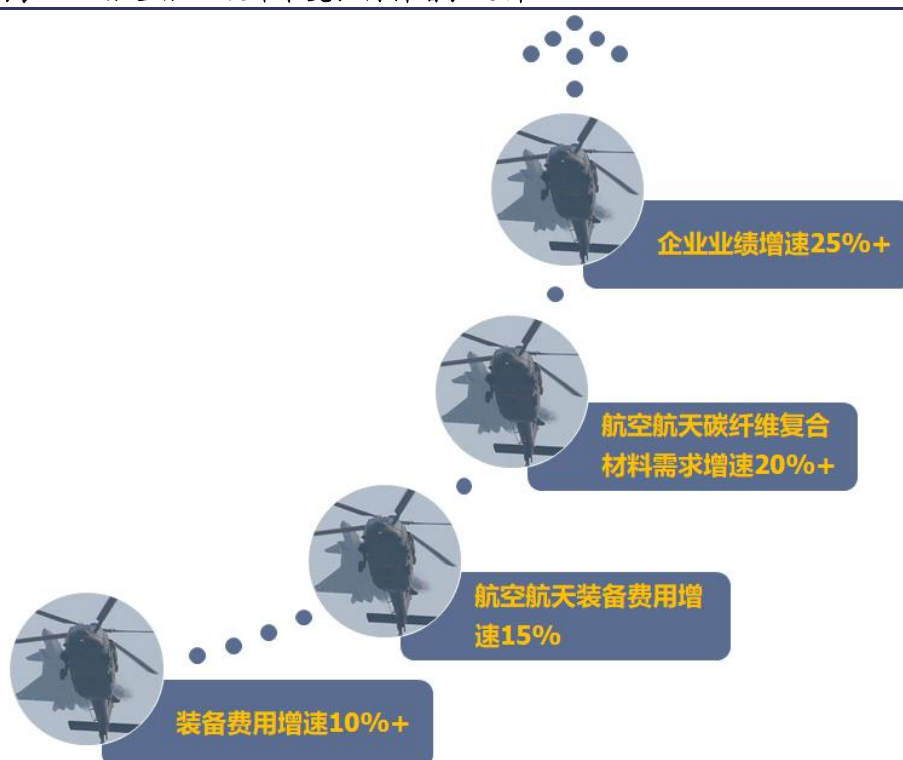 企业业绩增速25%+
航空航天碳纤维复合
材料需求增速20%+
航空航天装备费用增
速15%
装备费用增速10%+